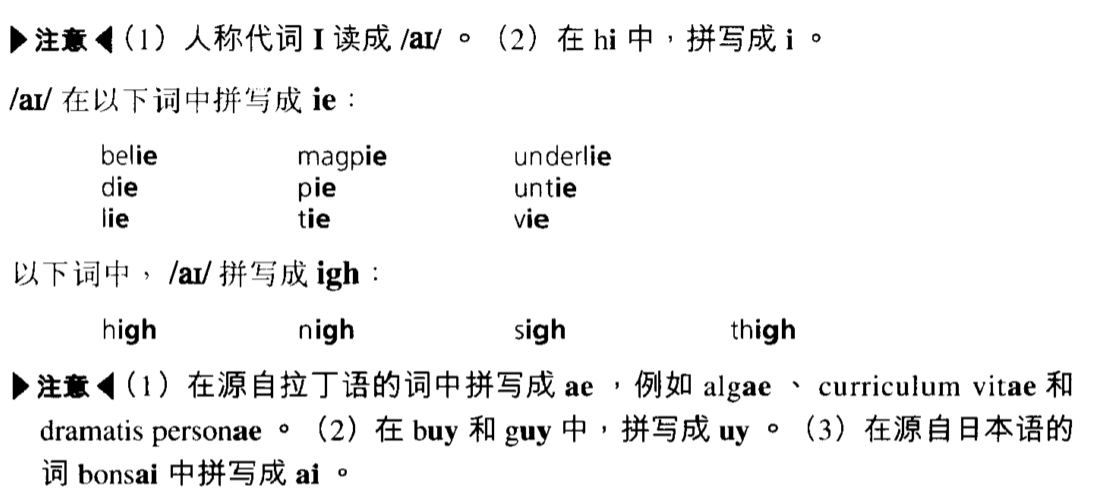 ▶注意◀（1）人称代词 I 读成 /aɪ/ 。（2）在 hi 中，拼写成 i 。
/aɪ/ 在以下词中拼写成 ie：
belie magpie underlie
die pie untie
lie tie vie
以下词中，/aɪ/ 拼写成 igh：
high nigh sigh thigh
▶注意◀（1）在源自拉丁语的词中拼写成 ae ，例如 algae 、 curriculum vitae 和
dramatis personae 。（2）在 buy 和 guy 中，拼写成 uy 。（3）在源自日本语的
词 bonsai 中拼写成 ai 。